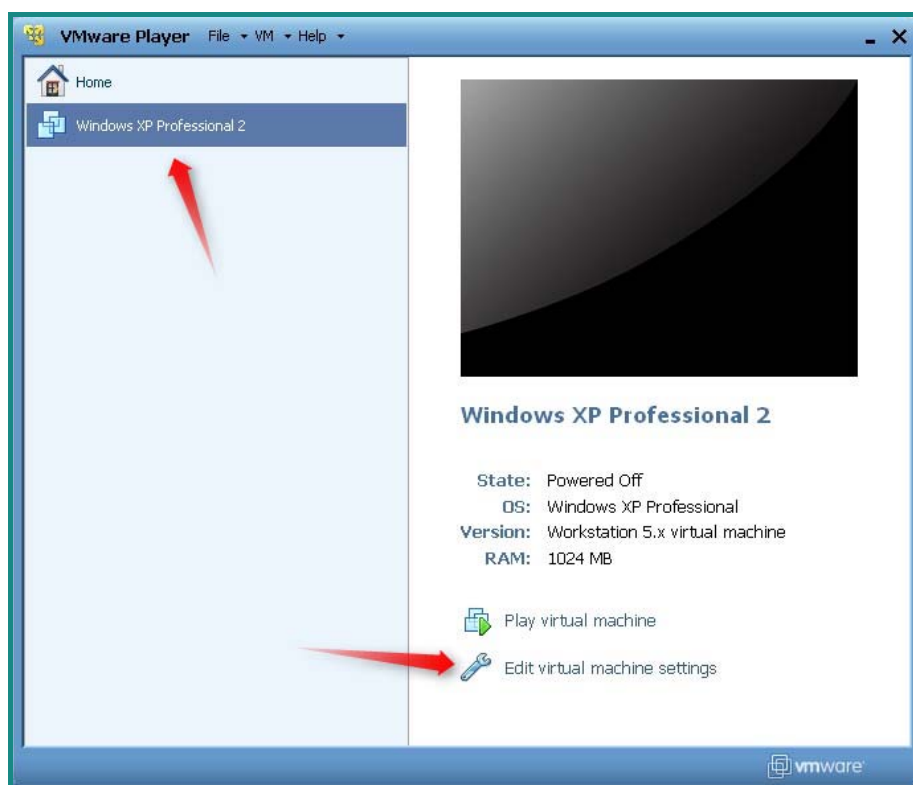 VMware Player File VM Help
Home
Windows XP Professional 2
Windows XP Professional 2
State: Powered Off
OS: Windows XP Professional
Version: Workstation 5.x virtual machine
RAM: 1024 MB
Play virtual machine
Edit virtual machine settings
vmware